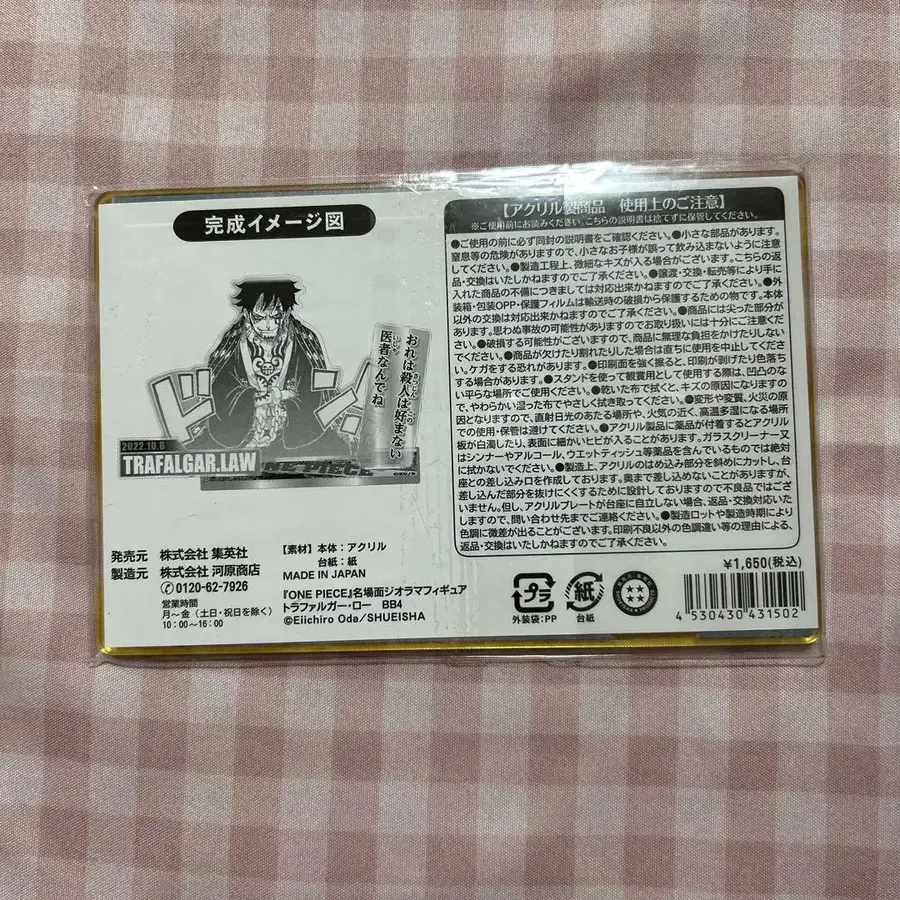 完成イメージ図
ドン
おれは殺人は好まない
医者なんでね
2022.10.6
TRAFALGAR.LAW
ONE PIECE
発売元 株式会社 集英社
製造元 株式会社 河原商店
0120-62-7926
営業時間
月～金（土日・祝日を除く）
10：00～16：00
【素材】本体：アクリル
台紙：紙
MADE IN JAPAN
『ONE PIECE』名場面ジオラマフィギュア
トラファルガー・ロー BB4
©Eiichiro Oda/SHUEISHA
【アクリル製商品 使用上のご注意】
※ご使用前にお読みください。こちらの説明書は捨てずに保管してください。
●ご使用の前に必ず同封の説明書をご確認ください。●小さな部品があります。
窒息等の危険がありますので、小さなお子様が誤って飲み込まないように注意
してください。●製造工程上、微細なキズが入る場合がございます。こちらの返
品・交換はいたしかねますのでご了承ください。●譲渡・交換・転売等により手に
入れた商品の不備につきましては対応出来かねますのでご了承ください。●外
装箱・包装OPP・保護フィルムは輸送時の破損から保護するための物です。本体
以外の交換は対応出来かねますのでご了承ください。●商品には尖った部分が
あります。思わぬ事故の可能性がありますのでお取り扱いには十分にご注意くだ
さい。●破損する可能性がございますので、商品に無理な負荷をかけたりしない
でください。●商品が欠けたり割れたりした場合は直ちに使用を中止してくださ
い。ケガをする恐れがあります。●印刷面を強く擦ると、印刷が剥げたり色落ち
する場合があります。●スタンドを使って観賞用として使用する際は、凹凸のな
い平らな場所でご使用ください。●乾いた布で拭くと、キズの原因になりますの
で、やわらかい湿った布でやさしく拭き取ってください。●変形や変質、火災の原
因となりますので、直射日光のあたる場所や、火気の近く、高温多湿になる場所
での使用・保管は避けてください。●アクリル製品に薬品が付着するとアクリル
板が白濁したり、表面に細かいヒビが入ることがあります。ガラスクリーナー又
はシンナーやアルコール、ウエットティッシュ等薬品を含んでいるものでは絶対
に拭かないでください。●製造上、アクリルのはめ込み部分を斜めにカットし、台
座との差し込み口を作成しております。奥まで差し込めないことがありますが、
差し込んだ部分を抜けにくくするために設計しておりますので不良品ではござ
いません。但し、アクリルプレートが台座に自立しない場合、返品・交換対応いた
しますので、問い合わせ先までご連絡ください。●製造ロットや製造時期により
色調に微差が出ることがございます。印刷不良以外の色調違い等の理由による、
返品・交換はいたしかねますのでご了承ください。
¥1,650(税込)
プラ
外装袋：PP
紙
台紙
4 530430 431502